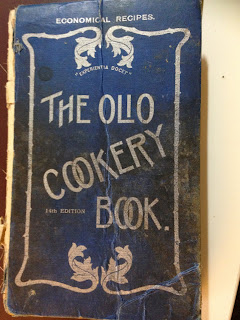 ECONOMICAL RECIPES.
"EXPERIENTIA DOCET"
THE OLIO
COOKERY
14th EDITION
BOOK.